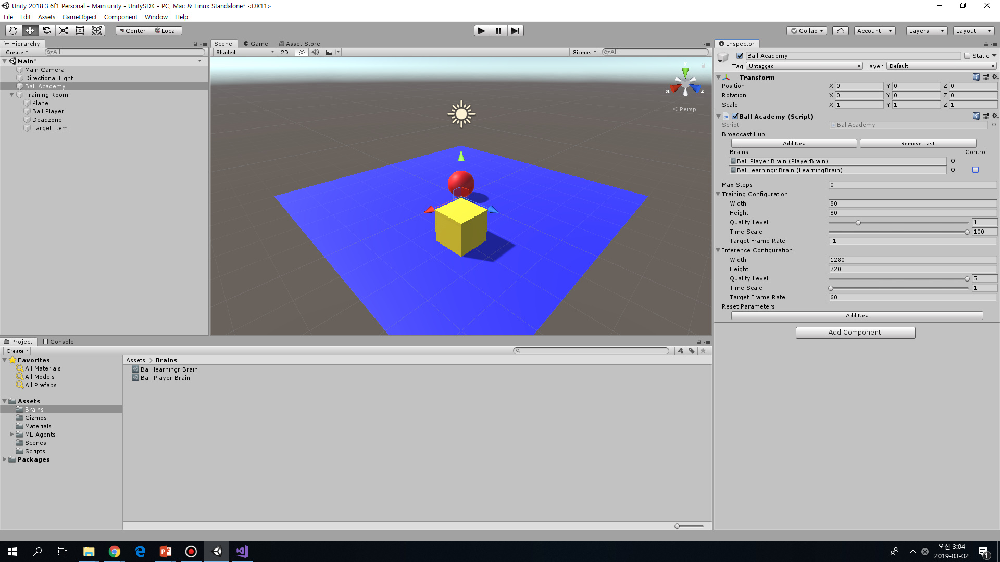 Unity 2018.3.6f1 Personal - Main.unity - UnitySDK - PC, Mac & Linux Standalone* <DX11>
File Edit Assets GameObject Component Window Help
Center Local Collab Account Layers Layout
Hierarchy
Create All
Main*
Main Camera
Directional Light
Ball Academy
Training Room
Plane
Ball Player
Deadzone
Target Item
Scene Game Asset Store
Shaded 2D Gizmos All
y
x z
Persp
Inspector
Ball Academy Static
Tag Untagged Layer Default
Transform
Position X 0 Y 0 Z 0
Rotation X 0 Y 0 Z 0
Scale X 1 Y 1 Z 1
Ball Academy (Script)
Script BallAcademy
Broadcast Hub
Add New Remove Last
Brains Control
Ball Player Brain (PlayerBrain)
Ball learningr Brain (LearningBrain)
Max Steps 0
Training Configuration
Width 80
Height 80
Quality Level 1
Time Scale 100
Target Frame Rate -1
Inference Configuration
Width 1280
Height 720
Quality Level 5
Time Scale 1
Target Frame Rate 60
Reset Parameters
Add New
Add Component
Project Console
Create
Favorites
All Materials
All Models
All Prefabs
Assets
Brains
Gizmos
Materials
ML-Agents
Scenes
Scripts
Packages
Assets > Brains
Ball learningr Brain
Ball Player Brain
오전 3:04
2019-03-02
1